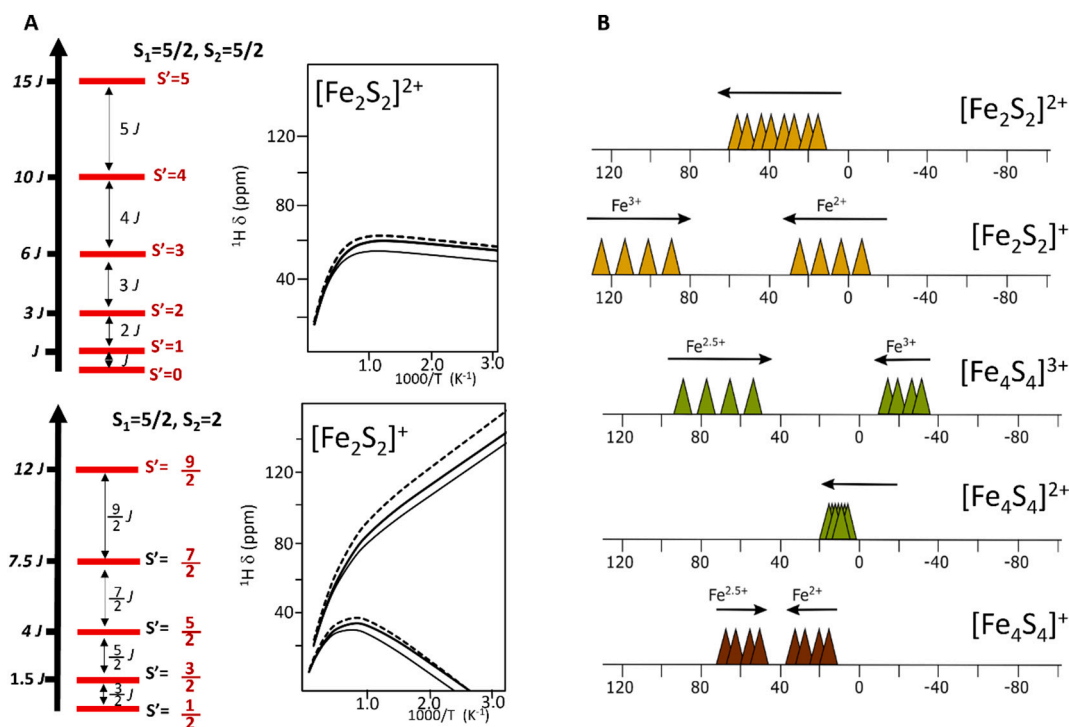 A
S₁=5/2, S₂=5/2
15 J
S'=5
5 J
10 J
S'=4
4 J
6 J
S'=3
3 J
3 J
S'=2
2 J
J
S'=1
J
S'=0
[Fe₂S₂]²⁺
120
80
40
¹H δ (ppm)
1.0 2.0 3.0
1000/T (K⁻¹)
S₁=5/2, S₂=2
12 J
S'= 9/2
9/2 J
7.5 J
S'= 7/2
7/2 J
4 J
S'= 5/2
5/2 J
1.5 J
S'= 3/2
3/2 J
S'= 1/2
[Fe₂S₂]⁺
120
80
40
¹H δ (ppm)
1.0 2.0 3.0
1000/T (K⁻¹)
B
[Fe₂S₂]²⁺
120 80 40 0 -40 -80
Fe³⁺ Fe²⁺
[Fe₂S₂]⁺
120 80 40 0 -40 -80
Fe²·⁵⁺ Fe³⁺
[Fe₄S₄]³⁺
120 80 40 0 -40 -80
[Fe₄S₄]²⁺
120 80 40 0 -40 -80
Fe²·⁵⁺ Fe²⁺
[Fe₄S₄]⁺
120 80 40 0 -40 -80